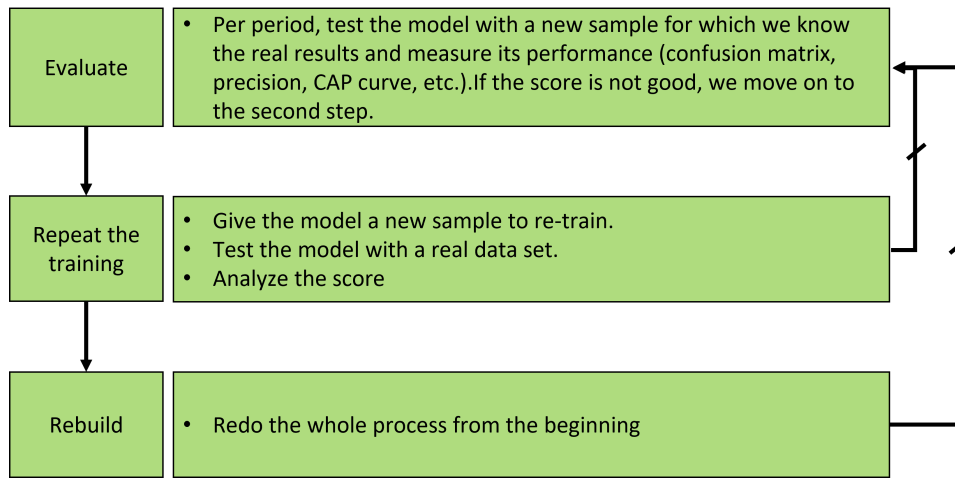 Evaluate
• Per period, test the model with a new sample for which we know
the real results and measure its performance (confusion matrix,
precision, CAP curve, etc.).If the score is not good, we move on to
the second step.
Repeat the
training
• Give the model a new sample to re-train.
• Test the model with a real data set.
• Analyze the score
Rebuild
• Redo the whole process from the beginning